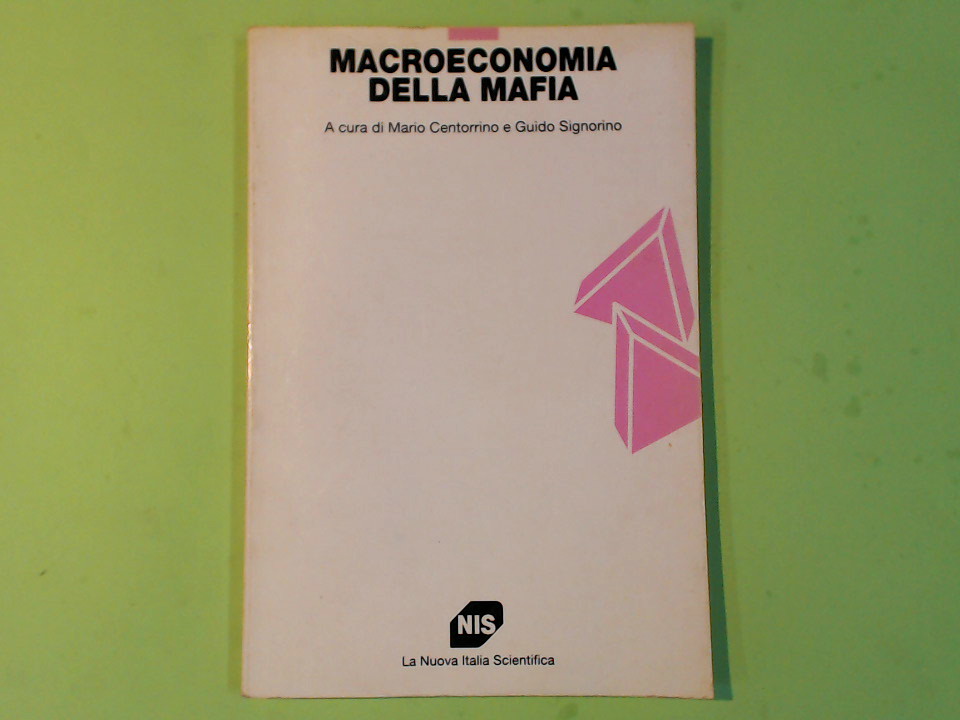 MACROECONOMIA
DELLA MAFIA
A cura di Mario Centorrino e Guido Signorino
NIS
La Nuova Italia Scientifica